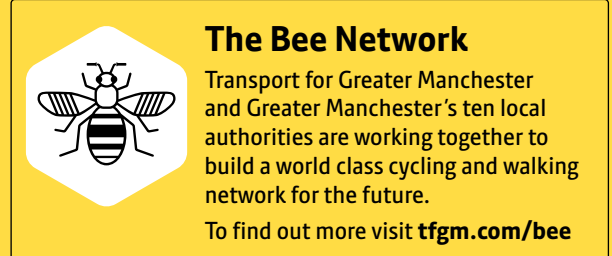 The Bee Network
Transport for Greater Manchester
and Greater Manchester's ten local
authorities are working together to
build a world class cycling and walking
network for the future.
To find out more visit tfgm.com/bee